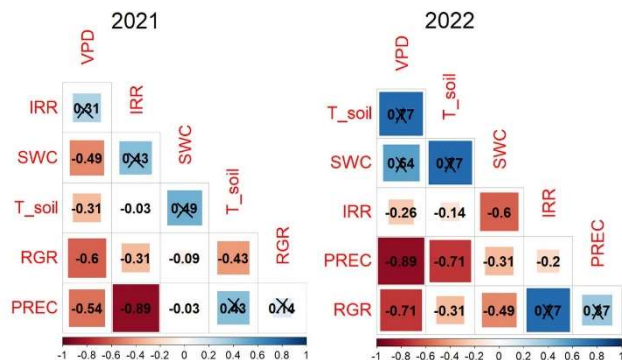 2021
VPD
IRR 0.31 IRR
SWC -0.49 0.43 SWC
T_soil -0.31 -0.03 0.49 T_soil
RGR -0.6 -0.31 -0.09 -0.43 RGR
PREC -0.54 -0.89 -0.03 0.43 0.14
-1 -0.8 -0.6 -0.4 -0.2 0 0.2 0.4 0.6 0.8 1
2022
VPD
T_soil 0.77 T_soil
SWC 0.54 0.77 SWC
IRR -0.26 -0.14 -0.6 IRR
PREC -0.89 -0.71 -0.31 -0.2 PREC
RGR -0.71 -0.31 -0.49 0.77 0.37
-1 -0.8 -0.6 -0.4 -0.2 0 0.2 0.4 0.6 0.8 1